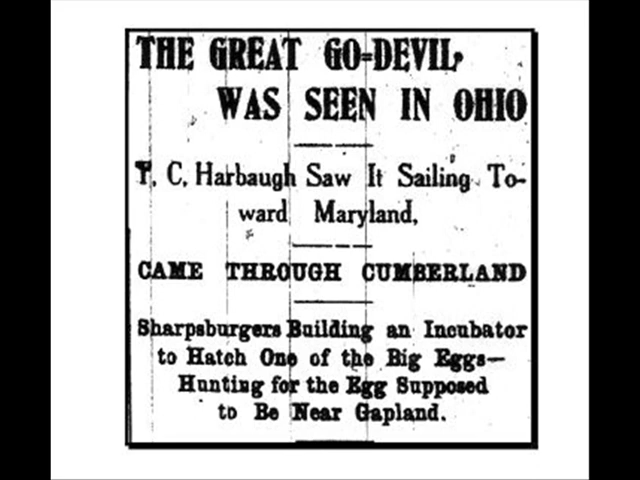 THE GREAT GO=DEVIL
WAS SEEN IN OHIO
T. C. Harbaugh Saw It Sailing To-
ward Maryland,
CAME THROUGH CUMBERLAND
Sharpsburgers Building an Incubator
to Hatch One of the Big Eggs—
Hunting for the Egg Supposed
to Be Near Gapland.